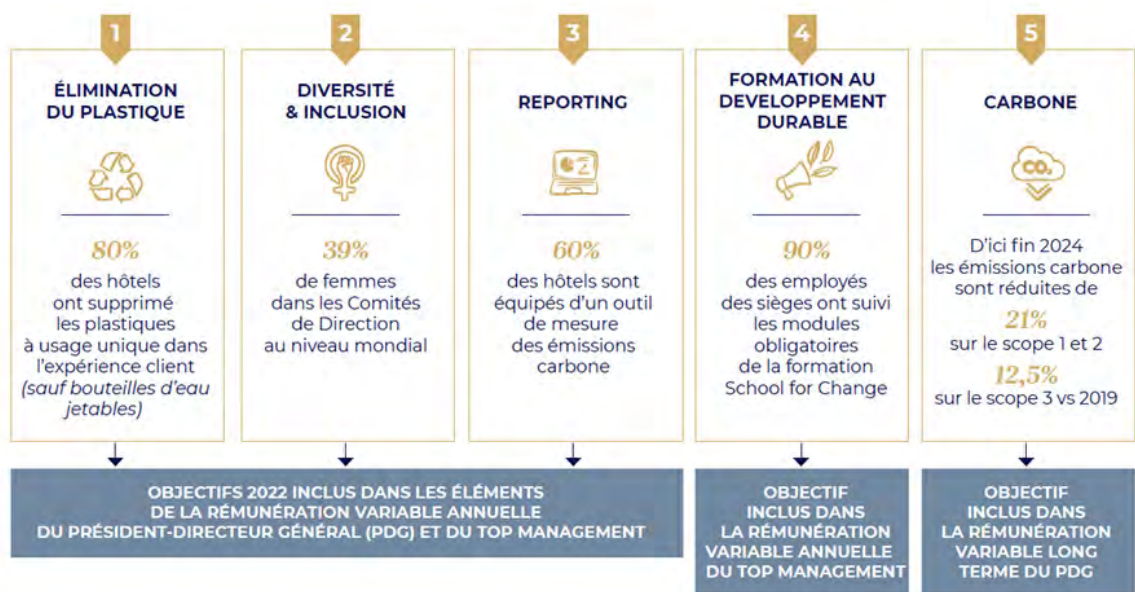 1
ÉLIMINATION
DU PLASTIQUE
80%
des hôtels
ont supprimé
les plastiques
à usage unique dans
l'expérience client
(sauf bouteilles d'eau
jetables)
2
DIVERSITÉ
& INCLUSION
39%
de femmes
dans les Comités
de Direction
au niveau mondial
3
REPORTING
60%
des hôtels sont
équipés d'un outil
de mesure
des émissions
carbone
4
FORMATION AU
DEVELOPPEMENT
DURABLE
90%
des employés
des sièges ont suivi
les modules
obligatoires
de la formation
School for Change
5
CARBONE
CO₂
D'ici fin 2024
les émissions carbone
sont réduites de
21%
sur le scope 1 et 2
12,5%
sur le scope 3 vs 2019
OBJECTIFS 2022 INCLUS DANS LES ÉLÉMENTS
DE LA RÉMUNÉRATION VARIABLE ANNUELLE
DU PRÉSIDENT-DIRECTEUR GÉNÉRAL (PDG) ET DU TOP MANAGEMENT
OBJECTIF
INCLUS DANS
LA RÉMUNÉRATION
VARIABLE ANNUELLE
DU TOP MANAGEMENT
OBJECTIF
INCLUS DANS
LA RÉMUNÉRATION
VARIABLE LONG
TERME DU PDG